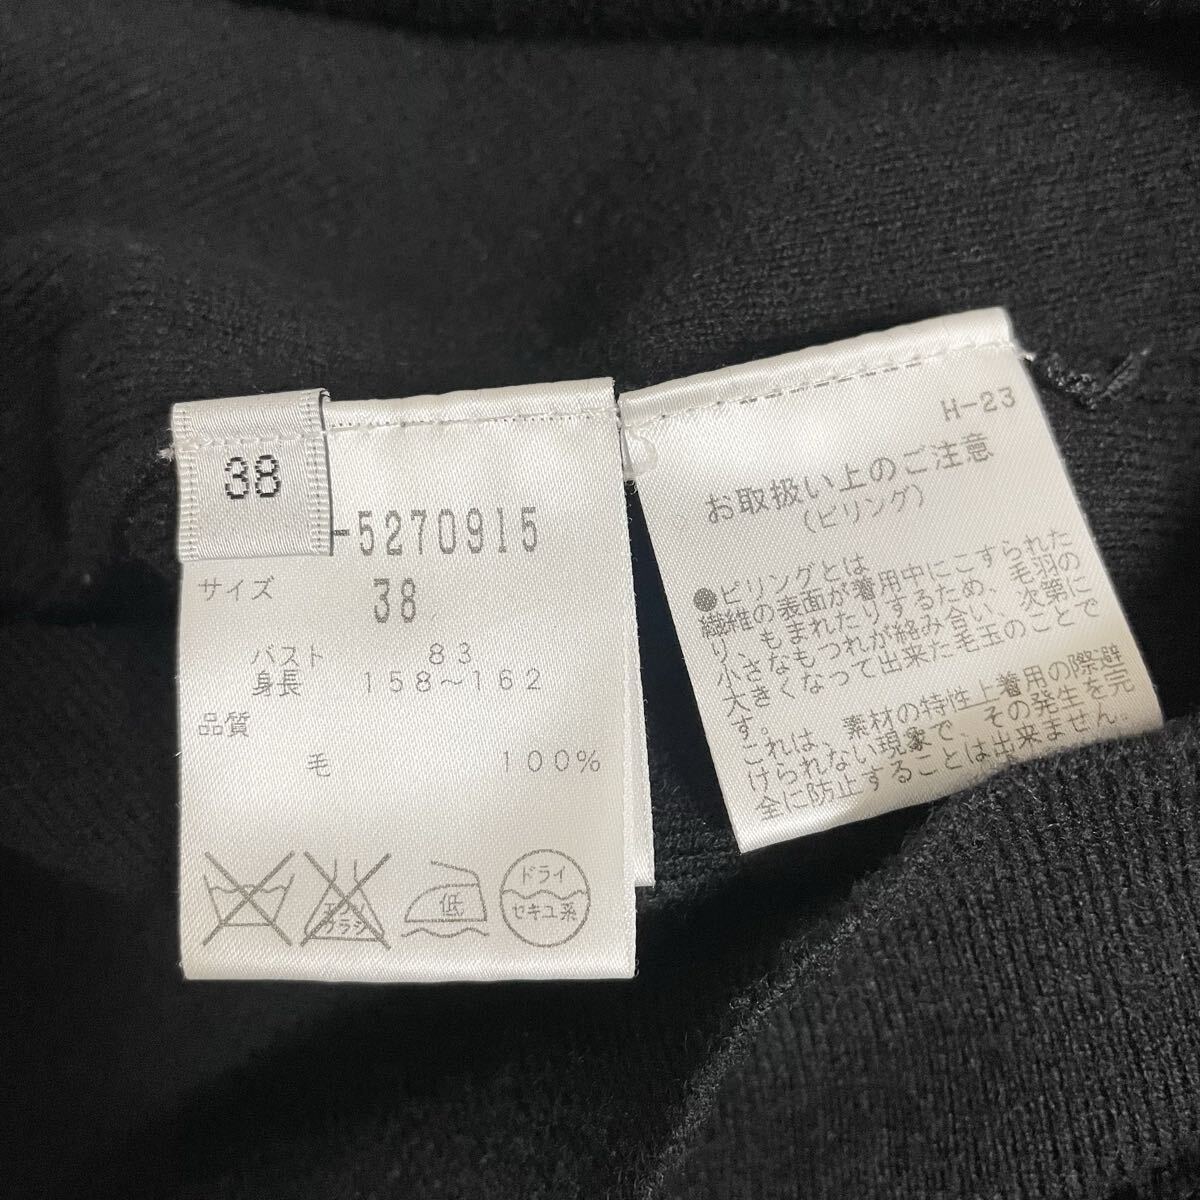 38
-5270915
サイズ 38
バスト 83
身長 158〜162
品質
毛 100%
エンソ
サラシ
低
ドライ
セキユ系
H-23
お取扱い上のご注意
(ピリング)
●ピリングとは
繊維の表面が着用中にこすられた
り、もまれたりするため、毛羽の
小さなもつれが絡み合い、次第に
大きくなって出来た毛玉のことで
す。
これは、素材の特性上着用の際避
けられない現象で、その発生を完
全に防止することは出来ません。